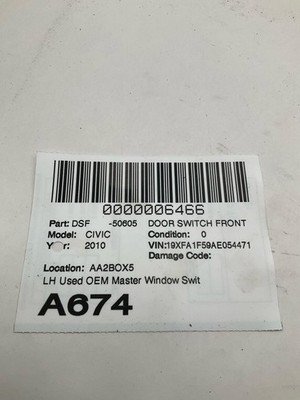 0000006466
Part: DSF -50605 DOOR SWITCH FRONT
Model: CIVIC Condition: 0
Year: 2010 VIN:19XFA1F59AE054471
Damage Code:
Location: AA2BOX5
LH Used OEM Master Window Swit
A674